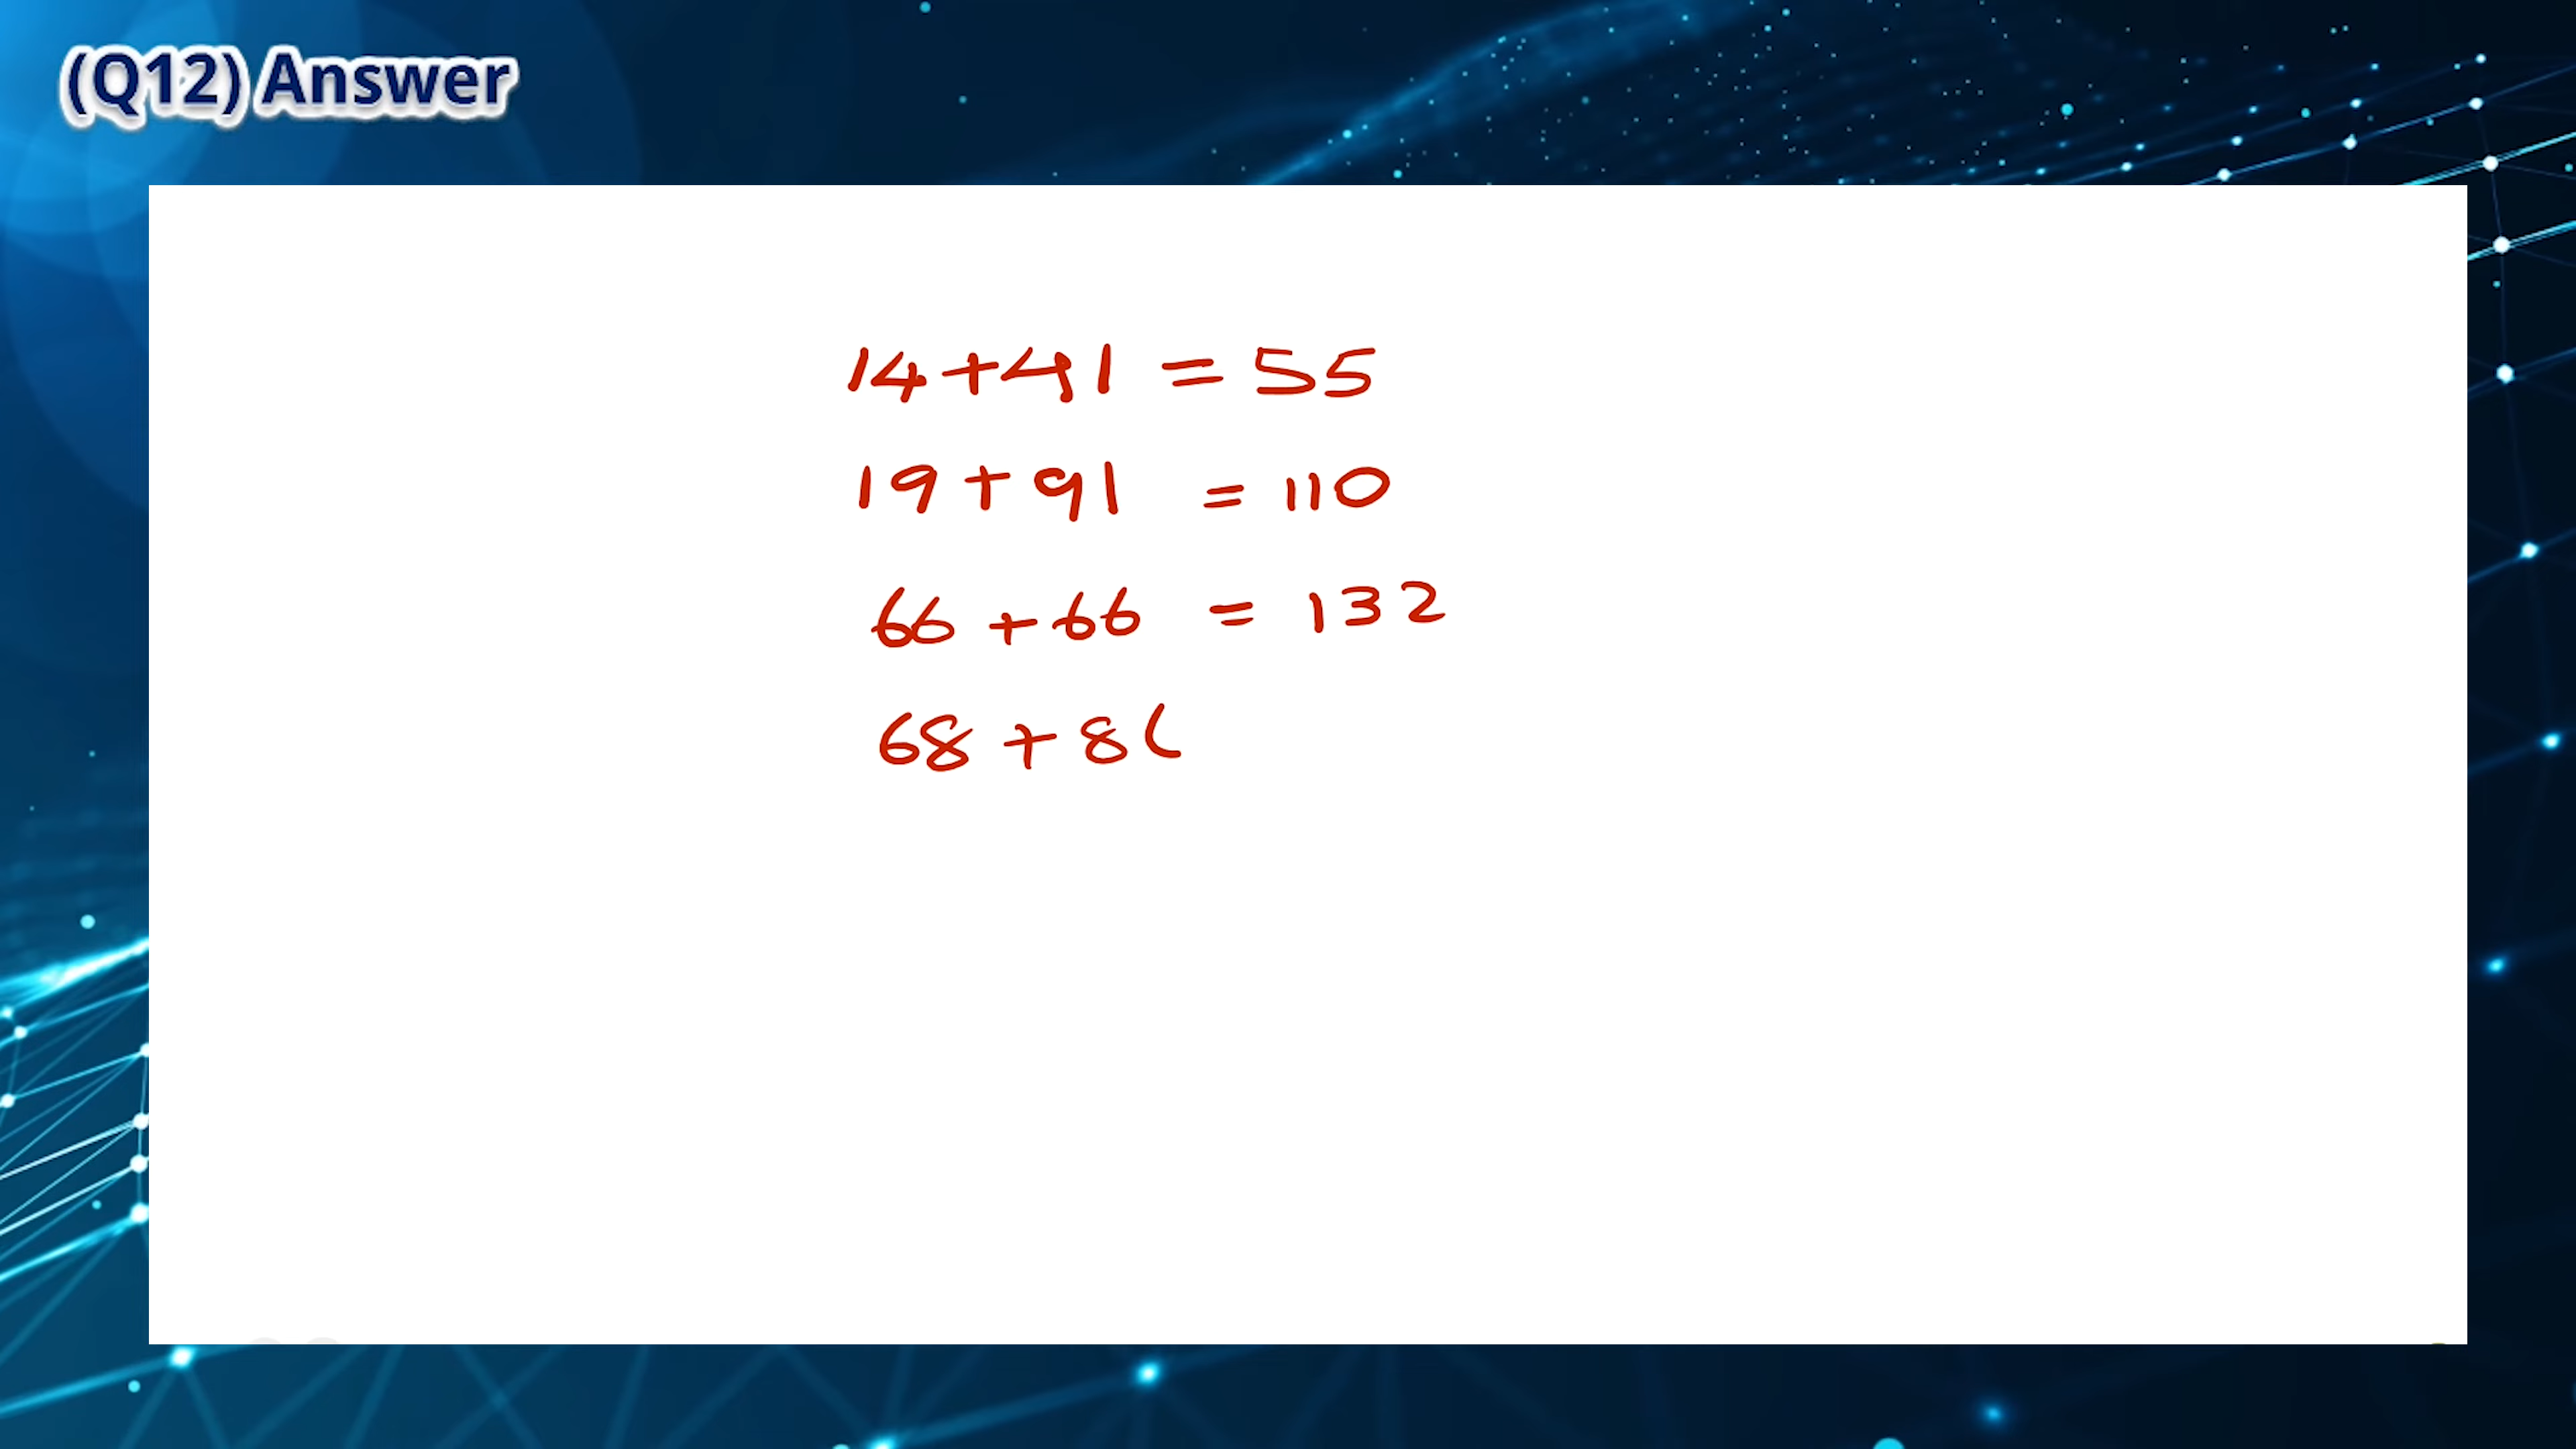 (Q12) Answer
14+41 = 55
19+91 = 110
66+66 = 132
68+8